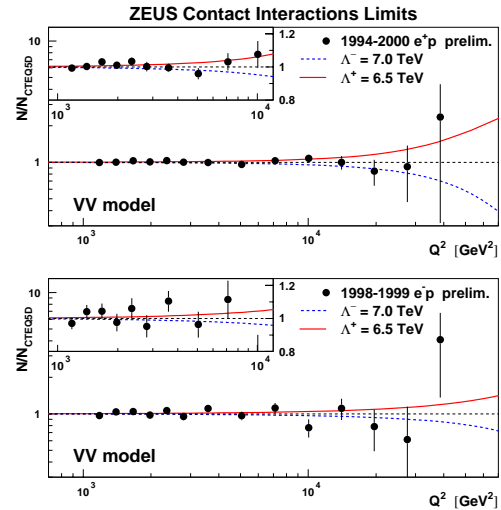 ZEUS Contact Interactions Limits
N/N_CTEQ5D
10
1
1.2
1
0.8
10³
10⁴
1994-2000 e⁺p prelim.
Λ⁻ = 7.0 TeV
Λ⁺ = 6.5 TeV
VV model
10³
10⁴
Q² [GeV²]
N/N_CTEQ5D
10
1
1.2
1
0.8
10³
10⁴
1998-1999 e⁻p prelim.
Λ⁻ = 7.0 TeV
Λ⁺ = 6.5 TeV
VV model
10³
10⁴
Q² [GeV²]